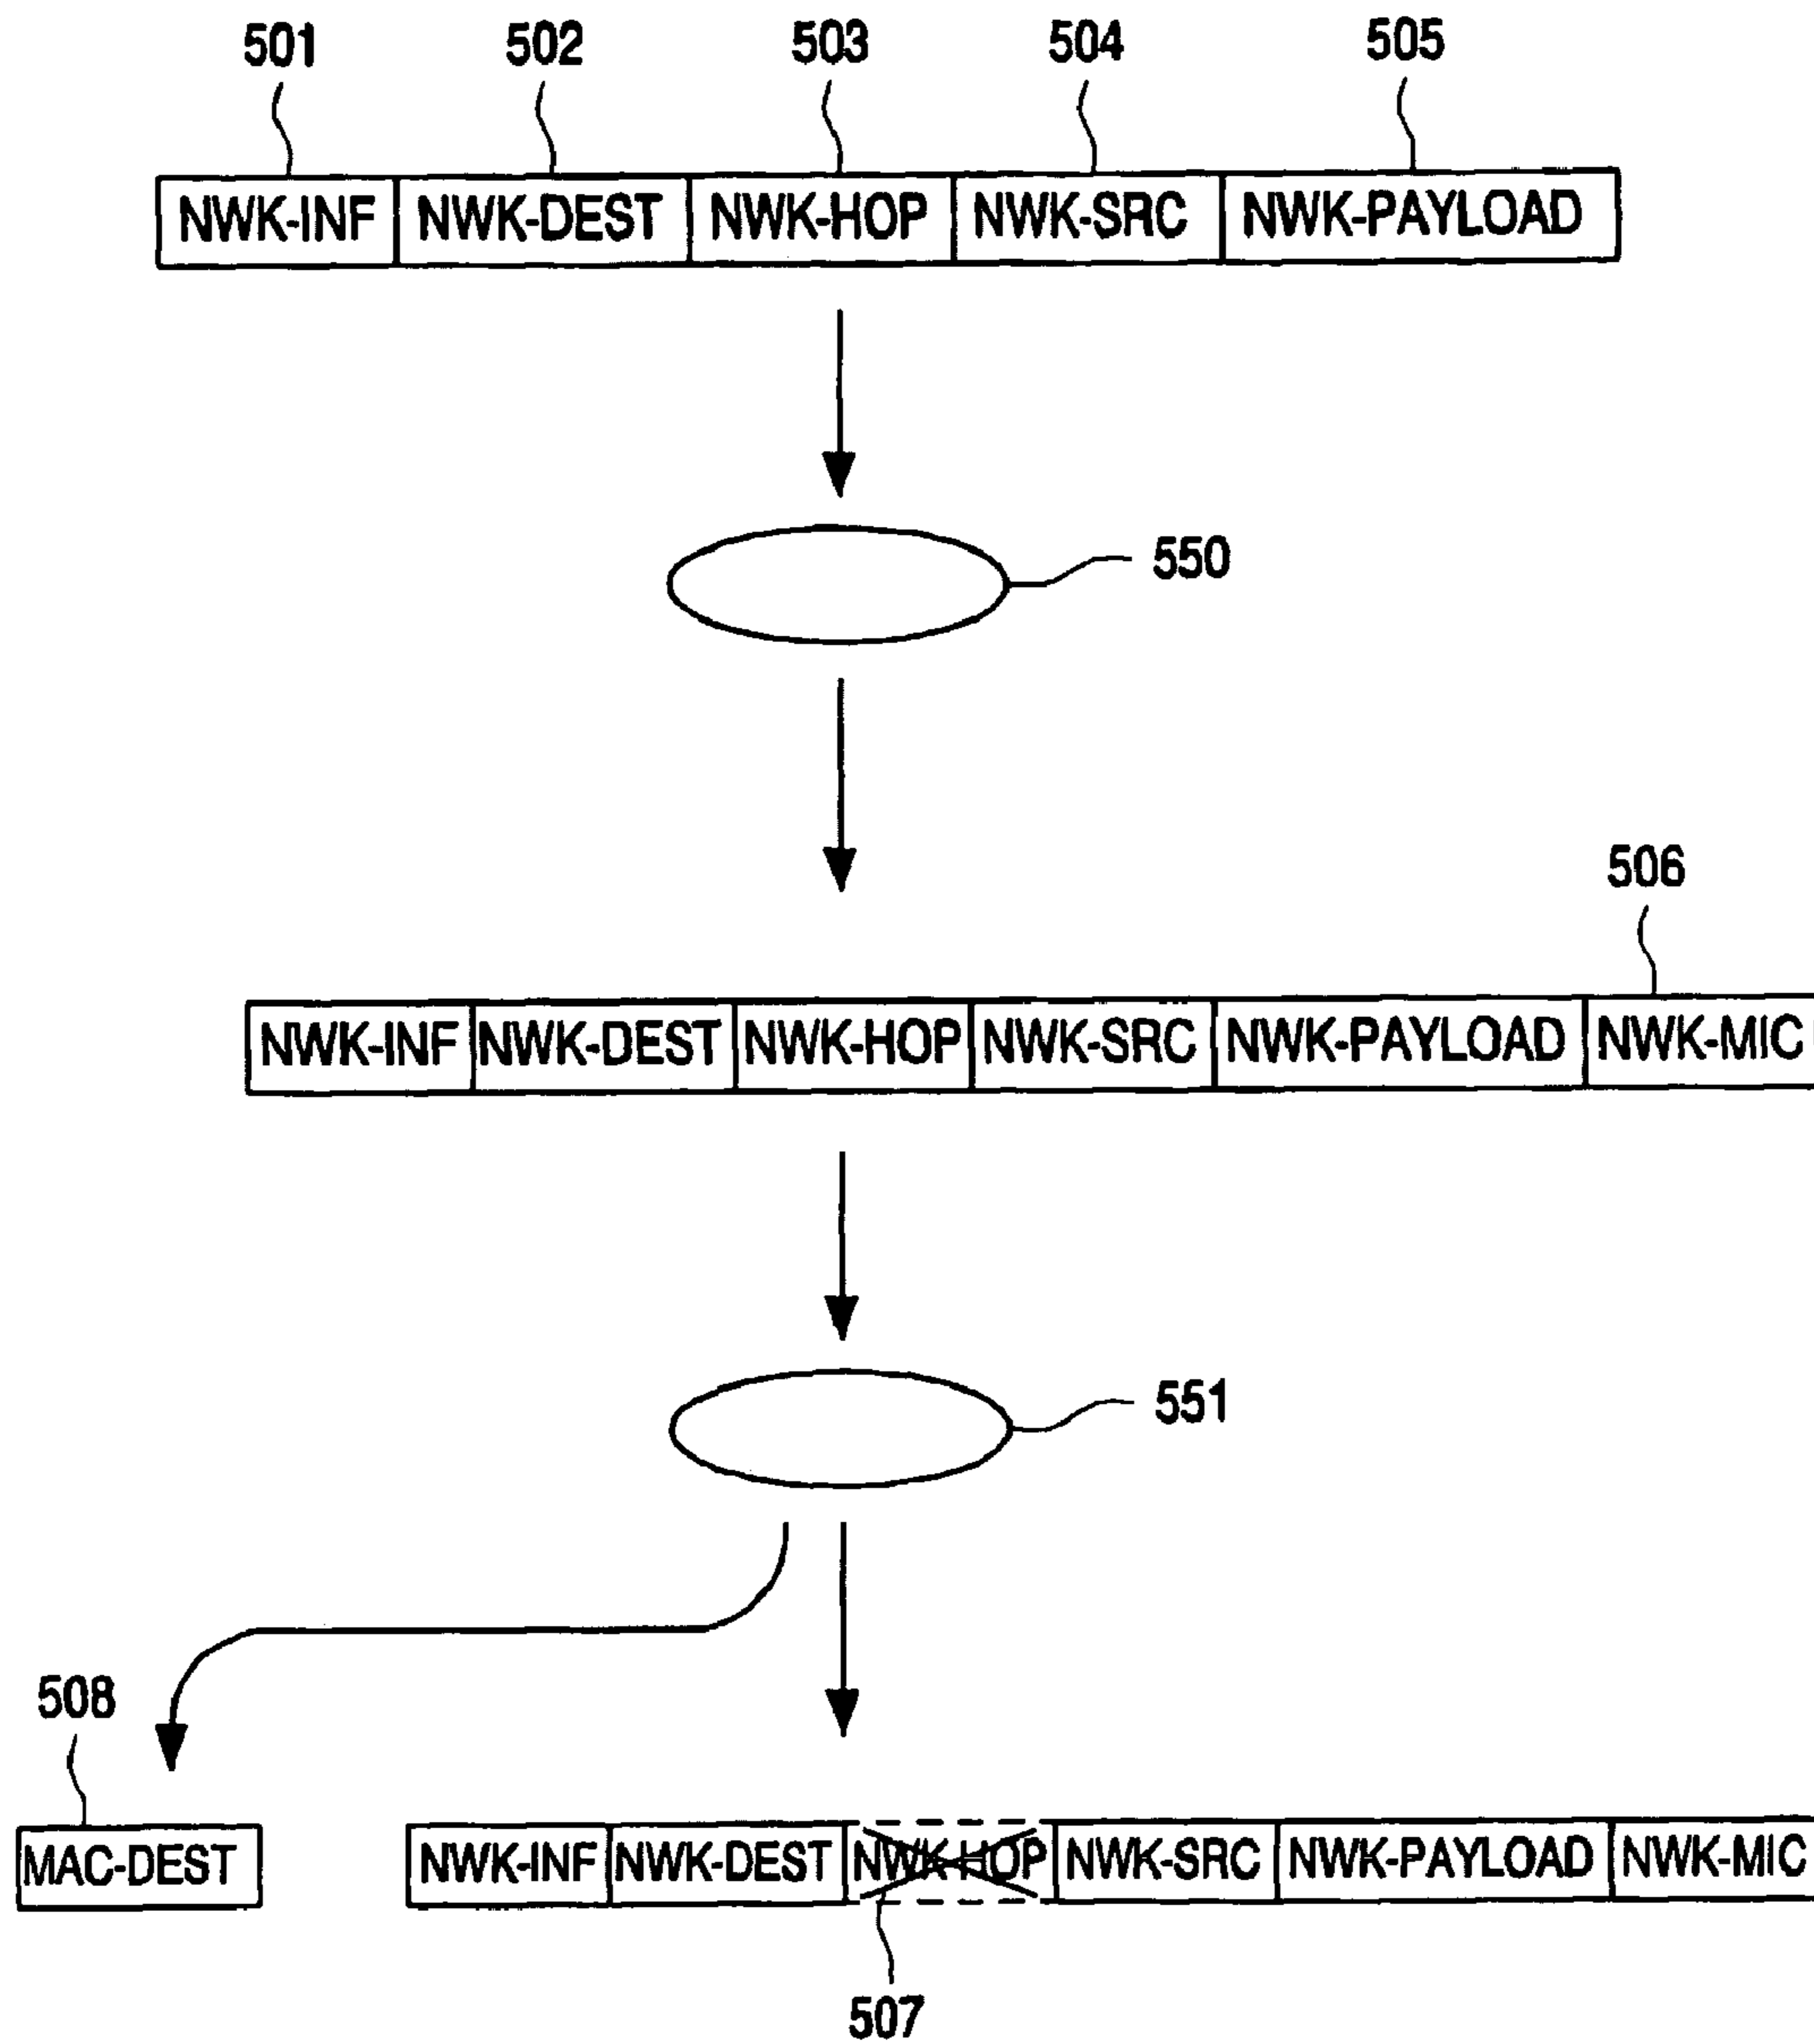 501 502 503 504 505
NWK-INF NWK-DEST NWK-HOP NWK-SRC NWK-PAYLOAD
550
506
NWK-INF NWK-DEST NWK-HOP NWK-SRC NWK-PAYLOAD NWK-MIC
551
508
MAC-DEST NWK-INF NWK-DEST NWK-HOP NWK-SRC NWK-PAYLOAD NWK-MIC
507